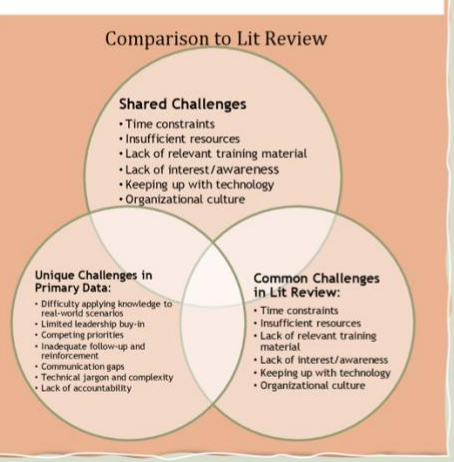 Comparison to Lit Review
Shared Challenges
• Time constraints
• Insufficient resources
• Lack of relevant training material
• Lack of interest/awareness
• Keeping up with technology
• Organizational culture
Unique Challenges in
Primary Data:
• Difficulty applying knowledge to
real-world scenarios
• Limited leadership buy-in
• Competing priorities
• Inadequate follow-up and
reinforcement
• Communication gaps
• Technical jargon and complexity
• Lack of accountability
Common Challenges
in Lit Review:
• Time constraints
• Insufficient resources
• Lack of relevant training
material
• Lack of interest/awareness
• Keeping up with technology
• Organizational culture